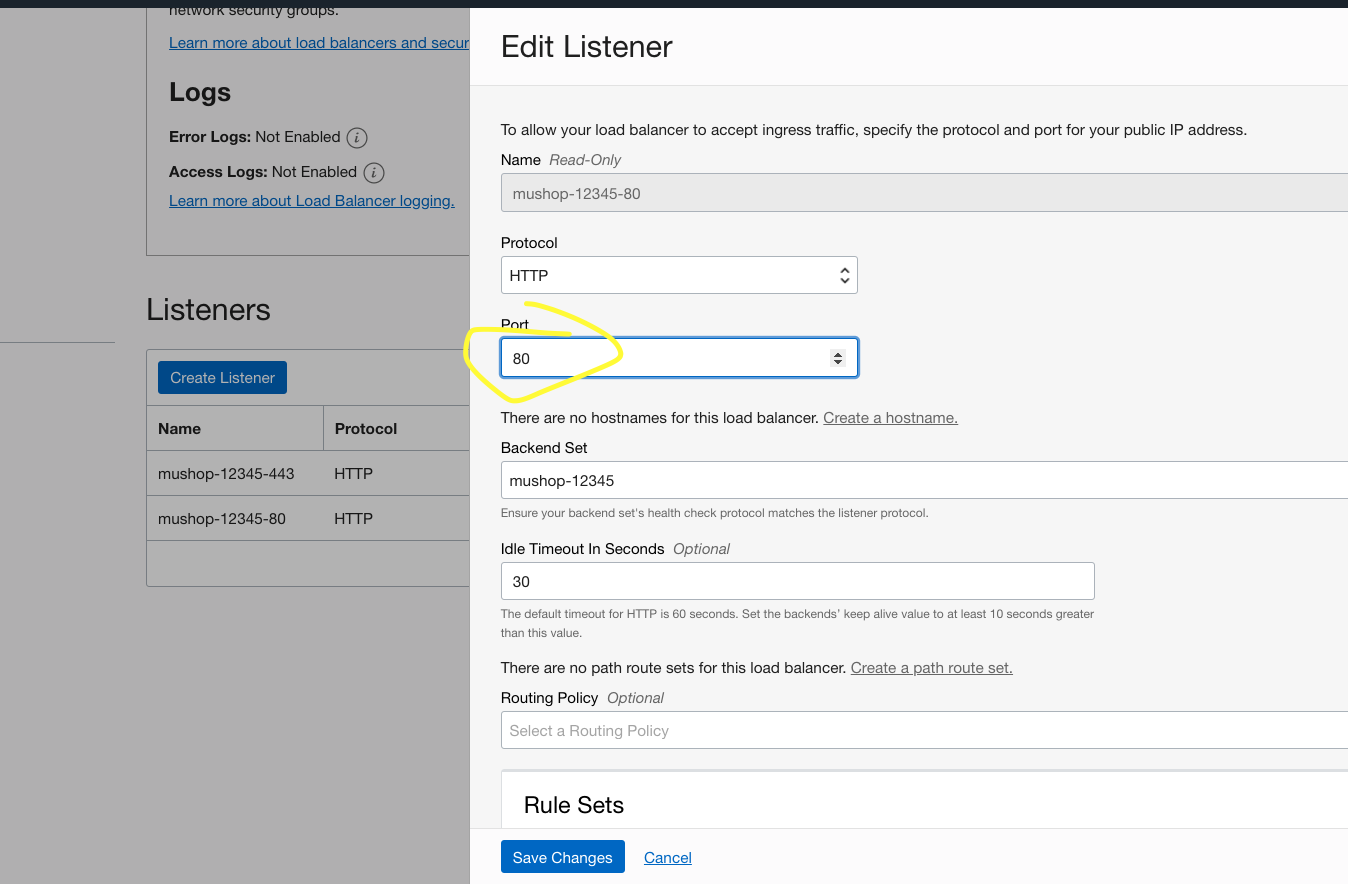 network security groups.
Learn more about load balancers and secur
Logs
Error Logs: Not Enabled
Access Logs: Not Enabled
Learn more about Load Balancer logging.
Listeners
Create Listener
Name Protocol
mushop-12345-443 HTTP
mushop-12345-80 HTTP
Edit Listener
To allow your load balancer to accept ingress traffic, specify the protocol and port for your public IP address.
Name Read-Only
mushop-12345-80
Protocol
HTTP
Port
80
There are no hostnames for this load balancer. Create a hostname.
Backend Set
mushop-12345
Ensure your backend set's health check protocol matches the listener protocol.
Idle Timeout In Seconds Optional
30
The default timeout for HTTP is 60 seconds. Set the backends’ keep alive value to at least 10 seconds greater
than this value.
There are no path route sets for this load balancer. Create a path route set.
Routing Policy Optional
Select a Routing Policy
Rule Sets
Save Changes Cancel